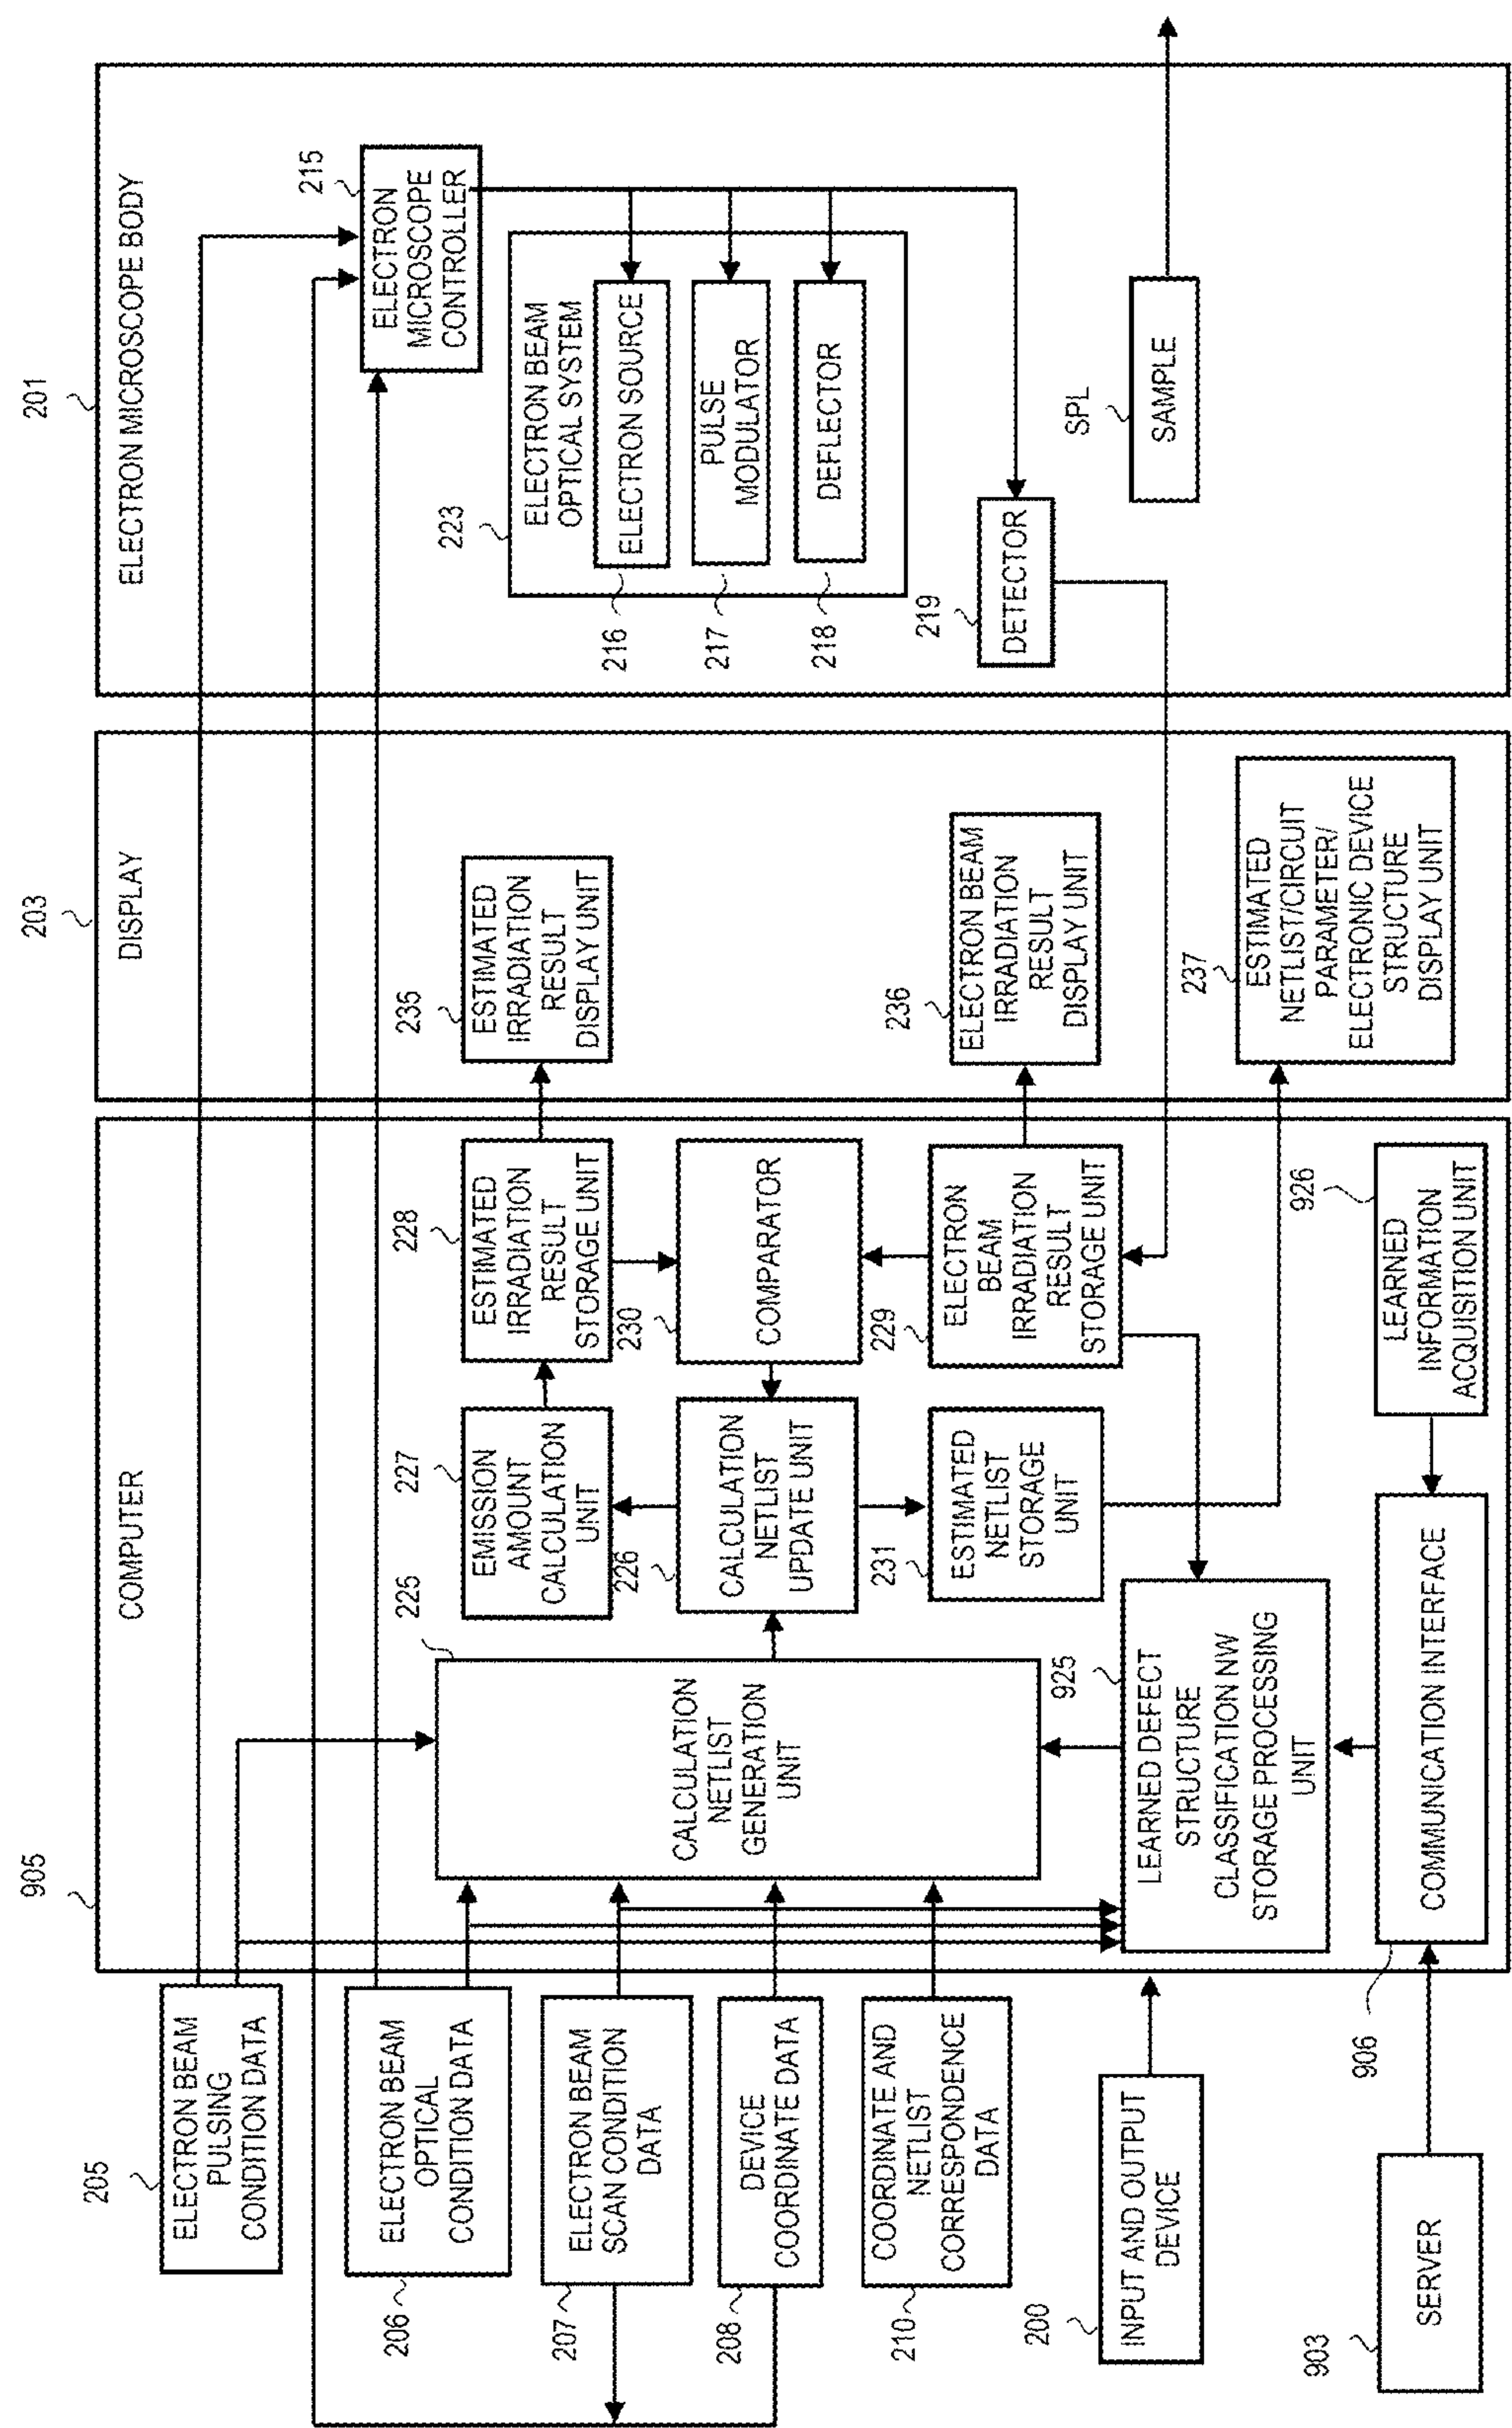 905
COMPUTER
203
DISPLAY
201
ELECTRON MICROSCOPE BODY
205
ELECTRON BEAM
PULSING
CONDITION DATA
206
ELECTRON BEAM
OPTICAL
CONDITION DATA
207
ELECTRON BEAM
SCAN CONDITION
DATA
208
DEVICE
COORDINATE DATA
210
COORDINATE AND
NETLIST
CORRESPONDENCE
DATA
200
INPUT AND OUTPUT
DEVICE
903
SERVER
225
CALCULATION
NETLIST
GENERATION
UNIT
925
LEARNED DEFECT
STRUCTURE
CLASSIFICATION NW
STORAGE PROCESSING
UNIT
906
COMMUNICATION INTERFACE
227
EMISSION
AMOUNT
CALCULATION
UNIT
226
CALCULATION
NETLIST
UPDATE UNIT
231
ESTIMATED
NETLIST
STORAGE
UNIT
228
ESTIMATED
IRRADIATION
RESULT
STORAGE UNIT
230
COMPARATOR
229
ELECTRON
BEAM
IRRADIATION
RESULT
STORAGE UNIT
926
LEARNED
INFORMATION
ACQUISITION UNIT
235
ESTIMATED
IRRADIATION
RESULT
DISPLAY UNIT
236
ELECTRON BEAM
IRRADIATION
RESULT
DISPLAY UNIT
237
ESTIMATED
NETLIST/CIRCUIT
PARAMETER/
ELECTRONIC DEVICE
STRUCTURE
DISPLAY UNIT
215
ELECTRON
MICROSCOPE
CONTROLLER
223
ELECTRON BEAM
OPTICAL SYSTEM
216
ELECTRON SOURCE
217
PULSE
MODULATOR
218
DEFLECTOR
219
DETECTOR
SPL
SAMPLE